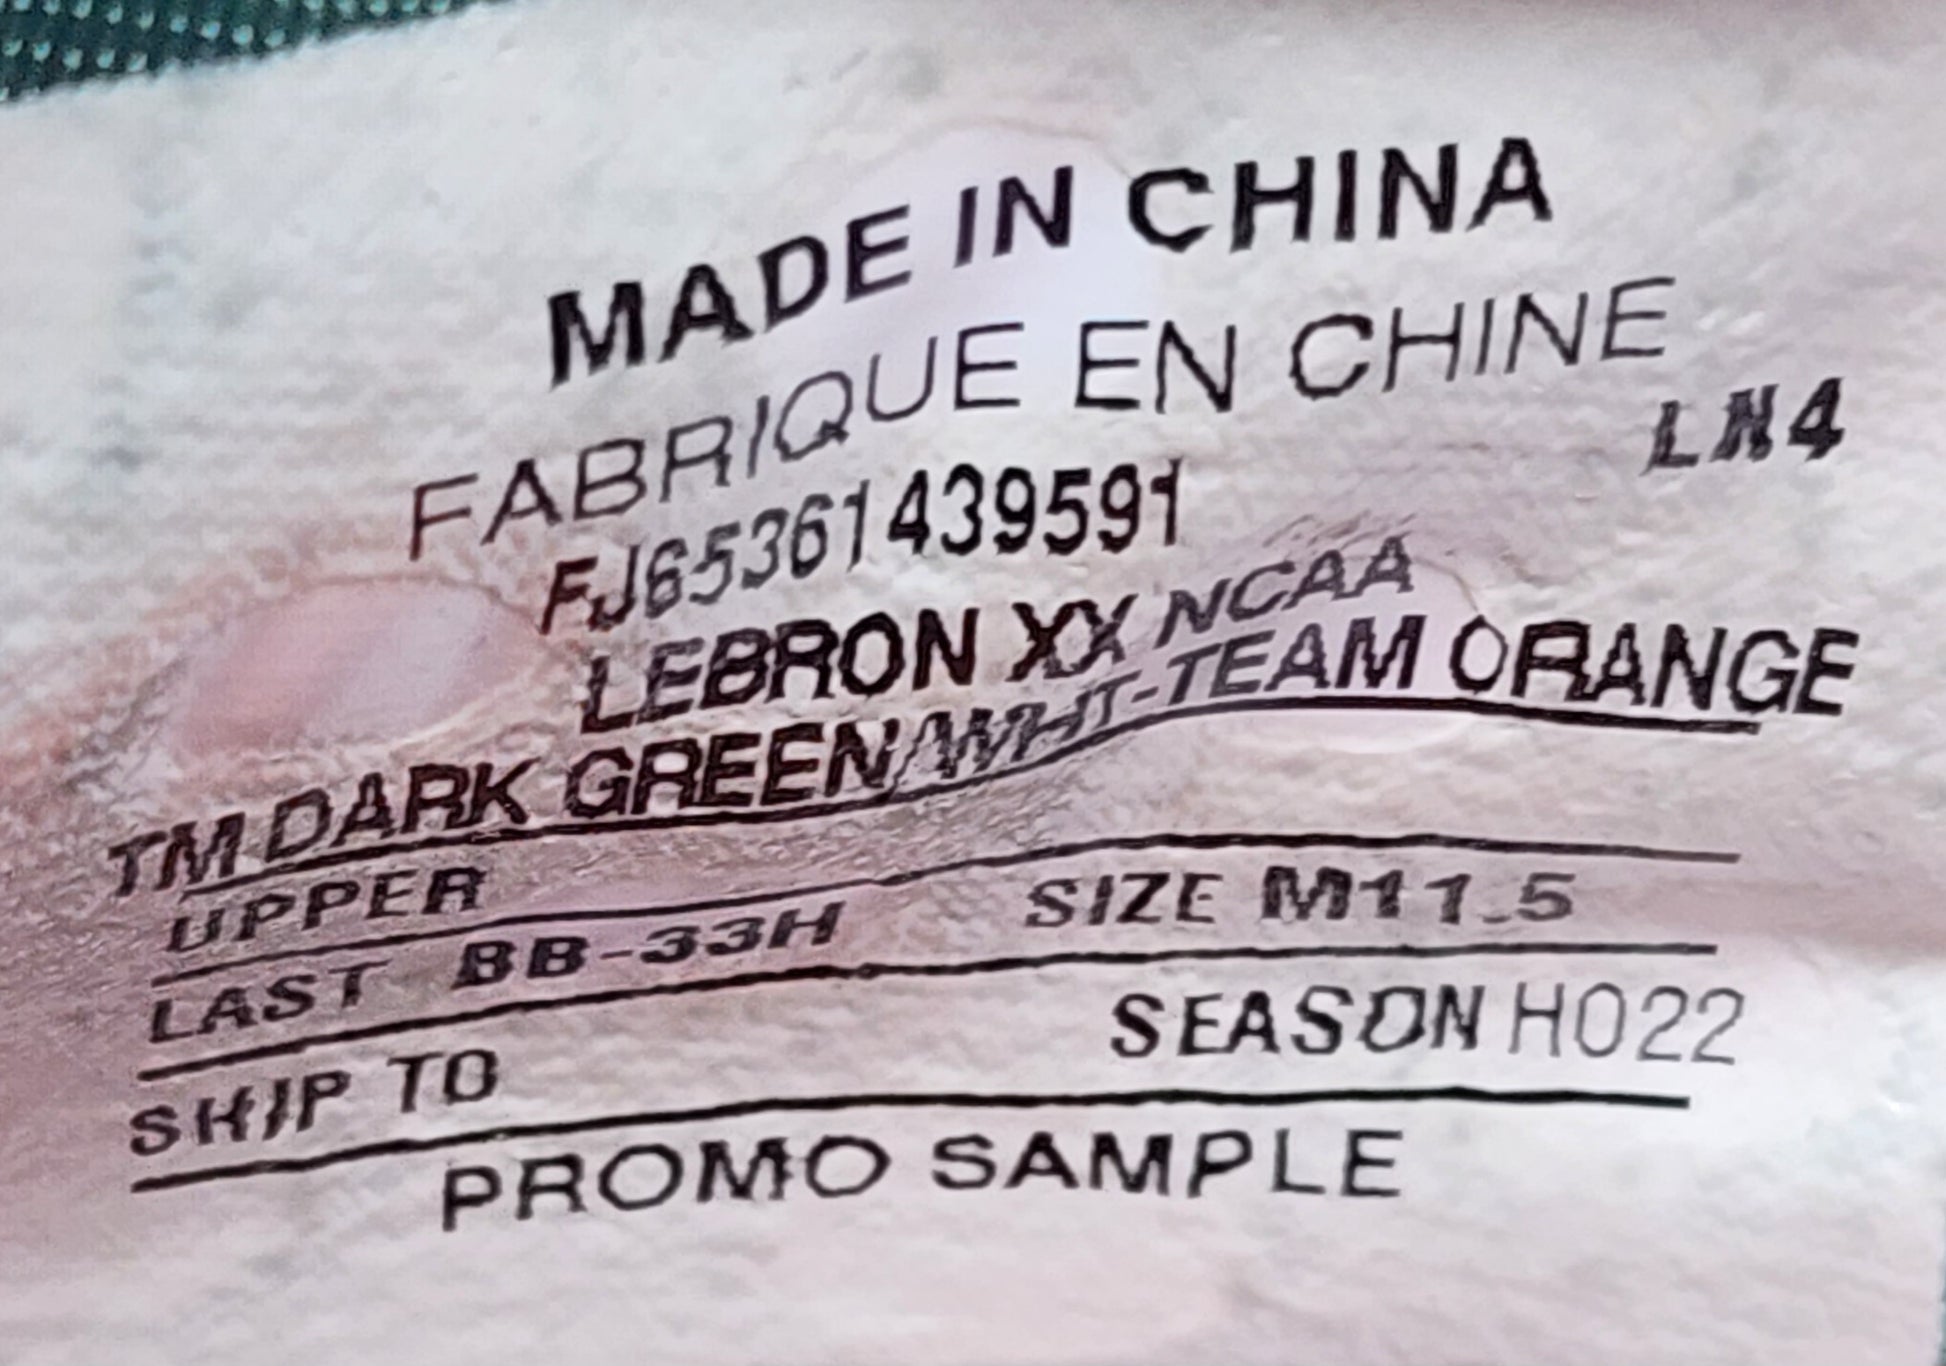 MADE IN CHINA
FABRIQUE EN CHINE
LN4
FJ65361439591
LEBRON XX NCAA
TM DARK GREEN/WHT-TEAM ORANGE
UPPER
LAST BB-33H SIZE M11.5
SHIP TO SEASON HO22
PROMO SAMPLE